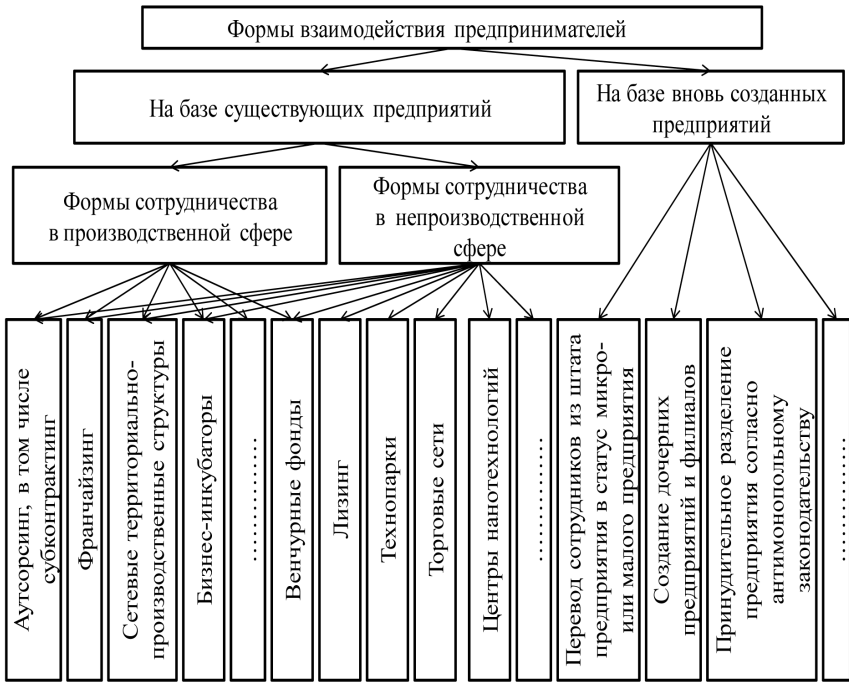 Формы взаимодействия предпринимателей
На базе существующих предприятий
На базе вновь созданных
предприятий
Формы сотрудничества
в производственной сфере
Формы сотрудничества
в непроизводственной
сфере
Аутсорсинг, в том числе
субконтрактинг
Франчайзинг
Сетевые территориально-
производственные структуры
Бизнес-инкубаторы
…………
Венчурные фонды
Лизинг
Технопарки
Торговые сети
Центры нанотехнологий
…………
Перевод сотрудников из штата
предприятия в статус микро-
или малого предприятия
Создание дочерних
предприятий и филиалов
Принудительное разделение
предприятия согласно
антимонопольному
законодательству
…………